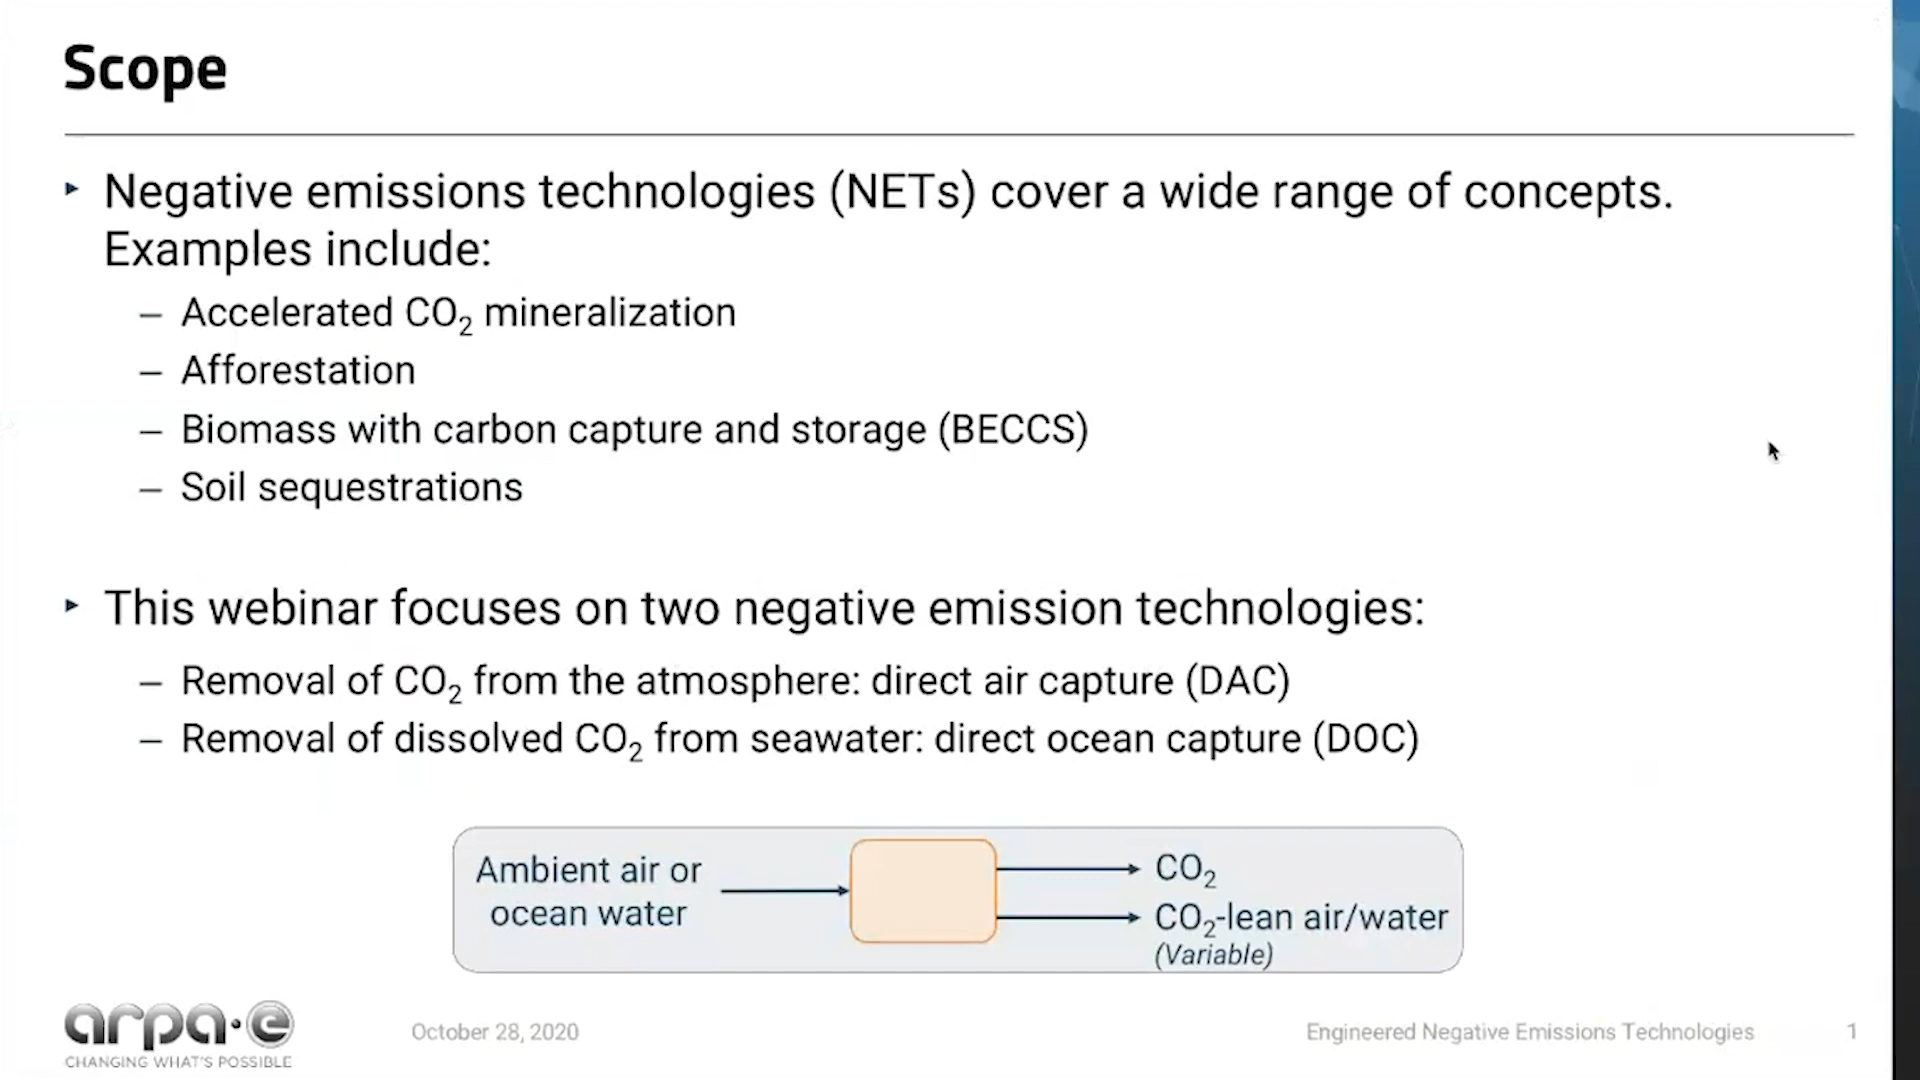 Scope
▸ Negative emissions technologies (NETs) cover a wide range of concepts.
Examples include:
– Accelerated CO₂ mineralization
– Afforestation
– Biomass with carbon capture and storage (BECCS)
– Soil sequestrations
▸ This webinar focuses on two negative emission technologies:
– Removal of CO₂ from the atmosphere: direct air capture (DAC)
– Removal of dissolved CO₂ from seawater: direct ocean capture (DOC)
Ambient air or
ocean water
CO₂
CO₂-lean air/water
(Variable)
arpa·e
CHANGING WHAT'S POSSIBLE
October 28, 2020
Engineered Negative Emissions Technologies
1